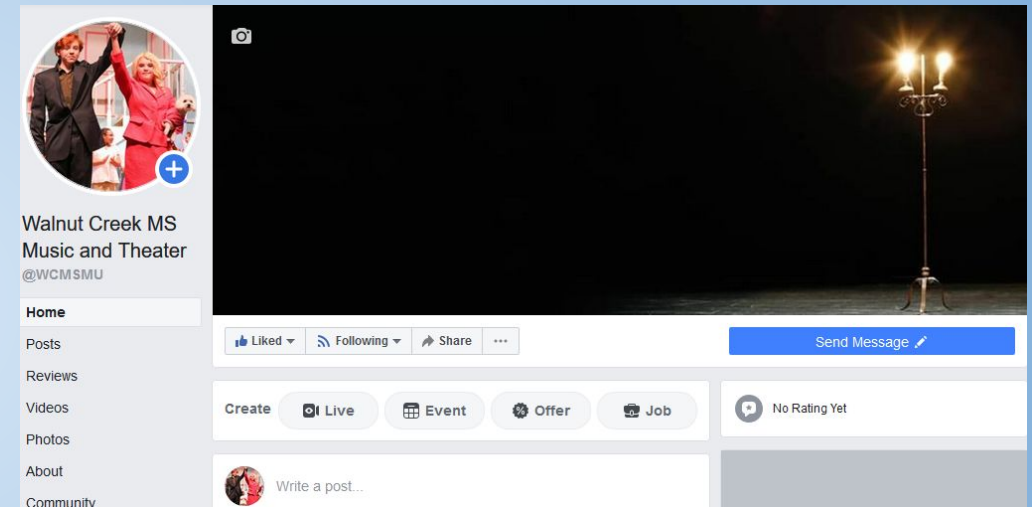 Walnut Creek MS
Music and Theater
@WCMSMU
Home
Posts
Reviews
Videos
Photos
About
Community
Liked
Following
Share
Send Message
Create
Live
Event
Offer
Job
No Rating Yet
Write a post...